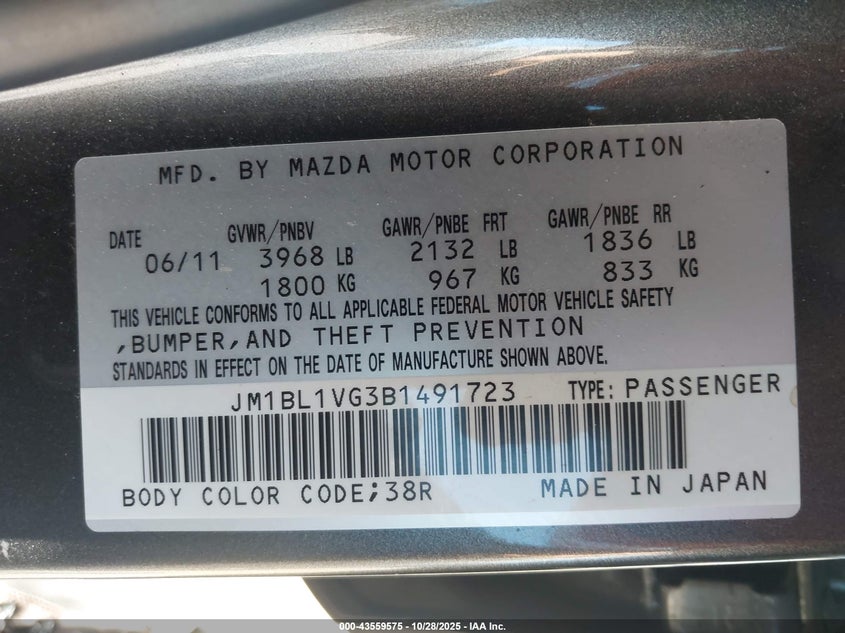 MFD. BY MAZDA MOTOR CORPORATION
DATE GVWR/PNBV GAWR/PNBE FRT GAWR/PNBE RR
06/11 3968 LB 2132 LB 1836 LB
1800 KG 967 KG 833 KG
THIS VEHICLE CONFORMS TO ALL APPLICABLE FEDERAL MOTOR VEHICLE SAFETY
,BUMPER,AND THEFT PREVENTION
STANDARDS IN EFFECT ON THE DATE OF MANUFACTURE SHOWN ABOVE.
JM1BL1VG3B1491723 TYPE: PASSENGER
BODY COLOR CODE;38R MADE IN JAPAN
000-43559575 - 10/28/2025 - IAA Inc.